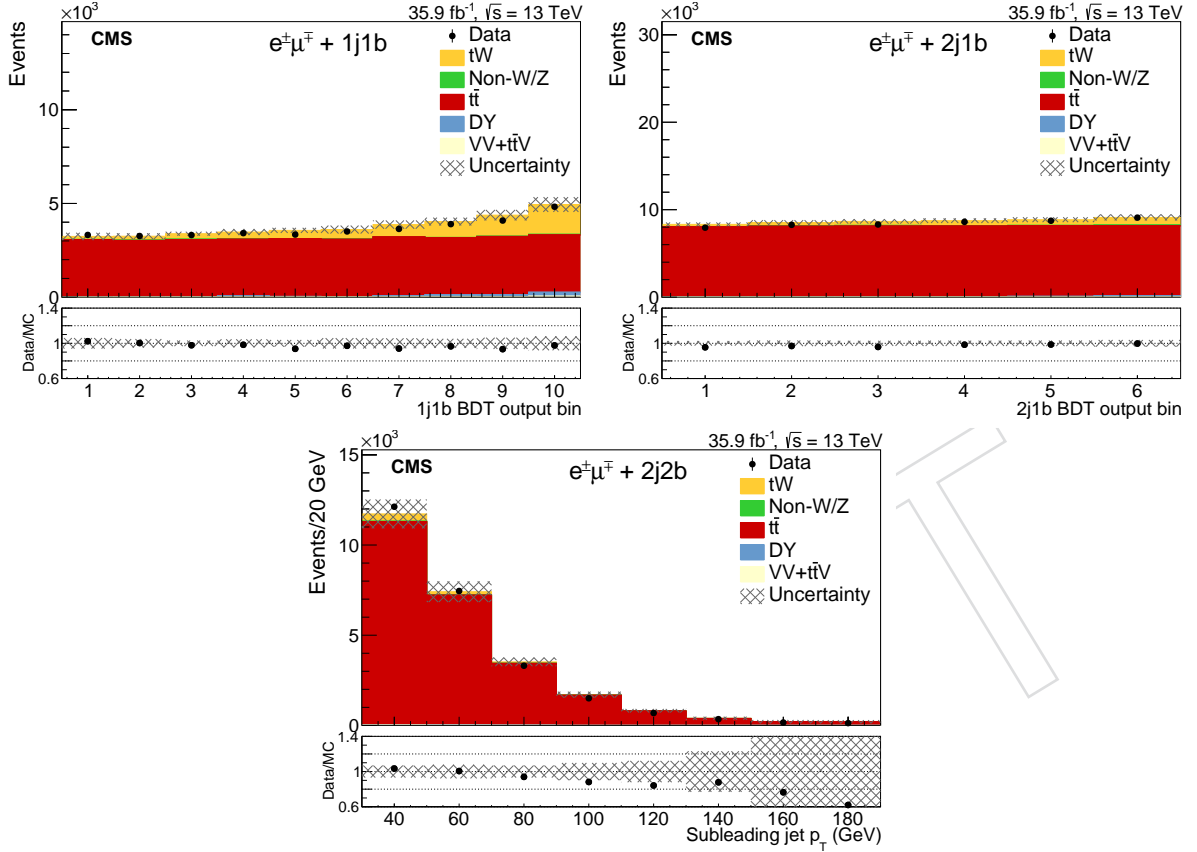 ×10³ 35.9 fb⁻¹, √s = 13 TeV
CMS e±μ∓ + 1j1b
Events
Data
tW
Non-W/Z
tt̄
DY
VV+tt̄V
Uncertainty
10
5
0
Data/MC
1.4
1
0.6
1 2 3 4 5 6 7 8 9 10
1j1b BDT output bin
×10³ 35.9 fb⁻¹, √s = 13 TeV
CMS e±μ∓ + 2j1b
Events
Data
tW
Non-W/Z
tt̄
DY
VV+tt̄V
Uncertainty
30
20
10
0
Data/MC
1.4
1
0.6
1 2 3 4 5 6
2j1b BDT output bin
×10³ 35.9 fb⁻¹, √s = 13 TeV
CMS e±μ∓ + 2j2b
Events/20 GeV
Data
tW
Non-W/Z
tt̄
DY
VV+tt̄V
Uncertainty
15
10
5
0
Data/MC
1.4
1.2
1
0.8
0.6
40 60 80 100 120 140 160 180
Subleading jet p_T (GeV)
T